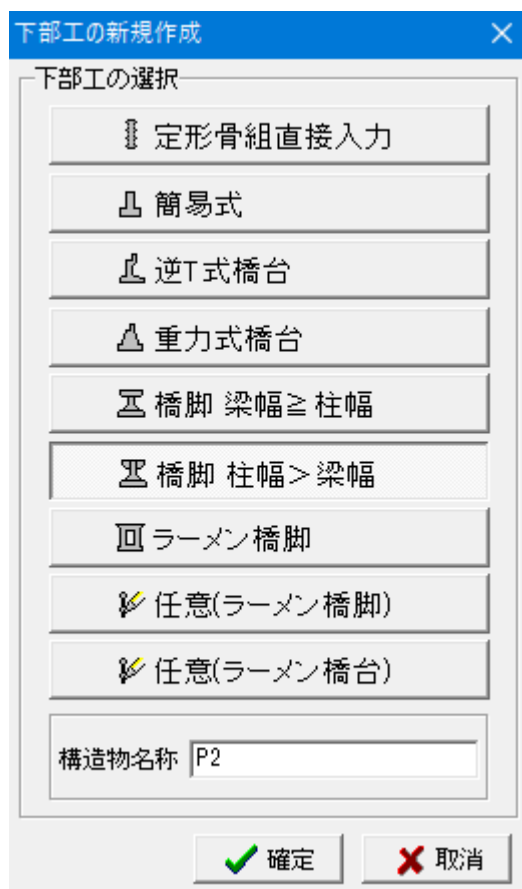 下部工の新規作成
下部工の選択
定形骨組直接入力
簡易式
逆T式橋台
重力式橋台
橋脚 梁幅≧柱幅
橋脚 柱幅＞梁幅
ラーメン橋脚
任意(ラーメン橋脚)
任意(ラーメン橋台)
構造物名称 P2
確定 取消